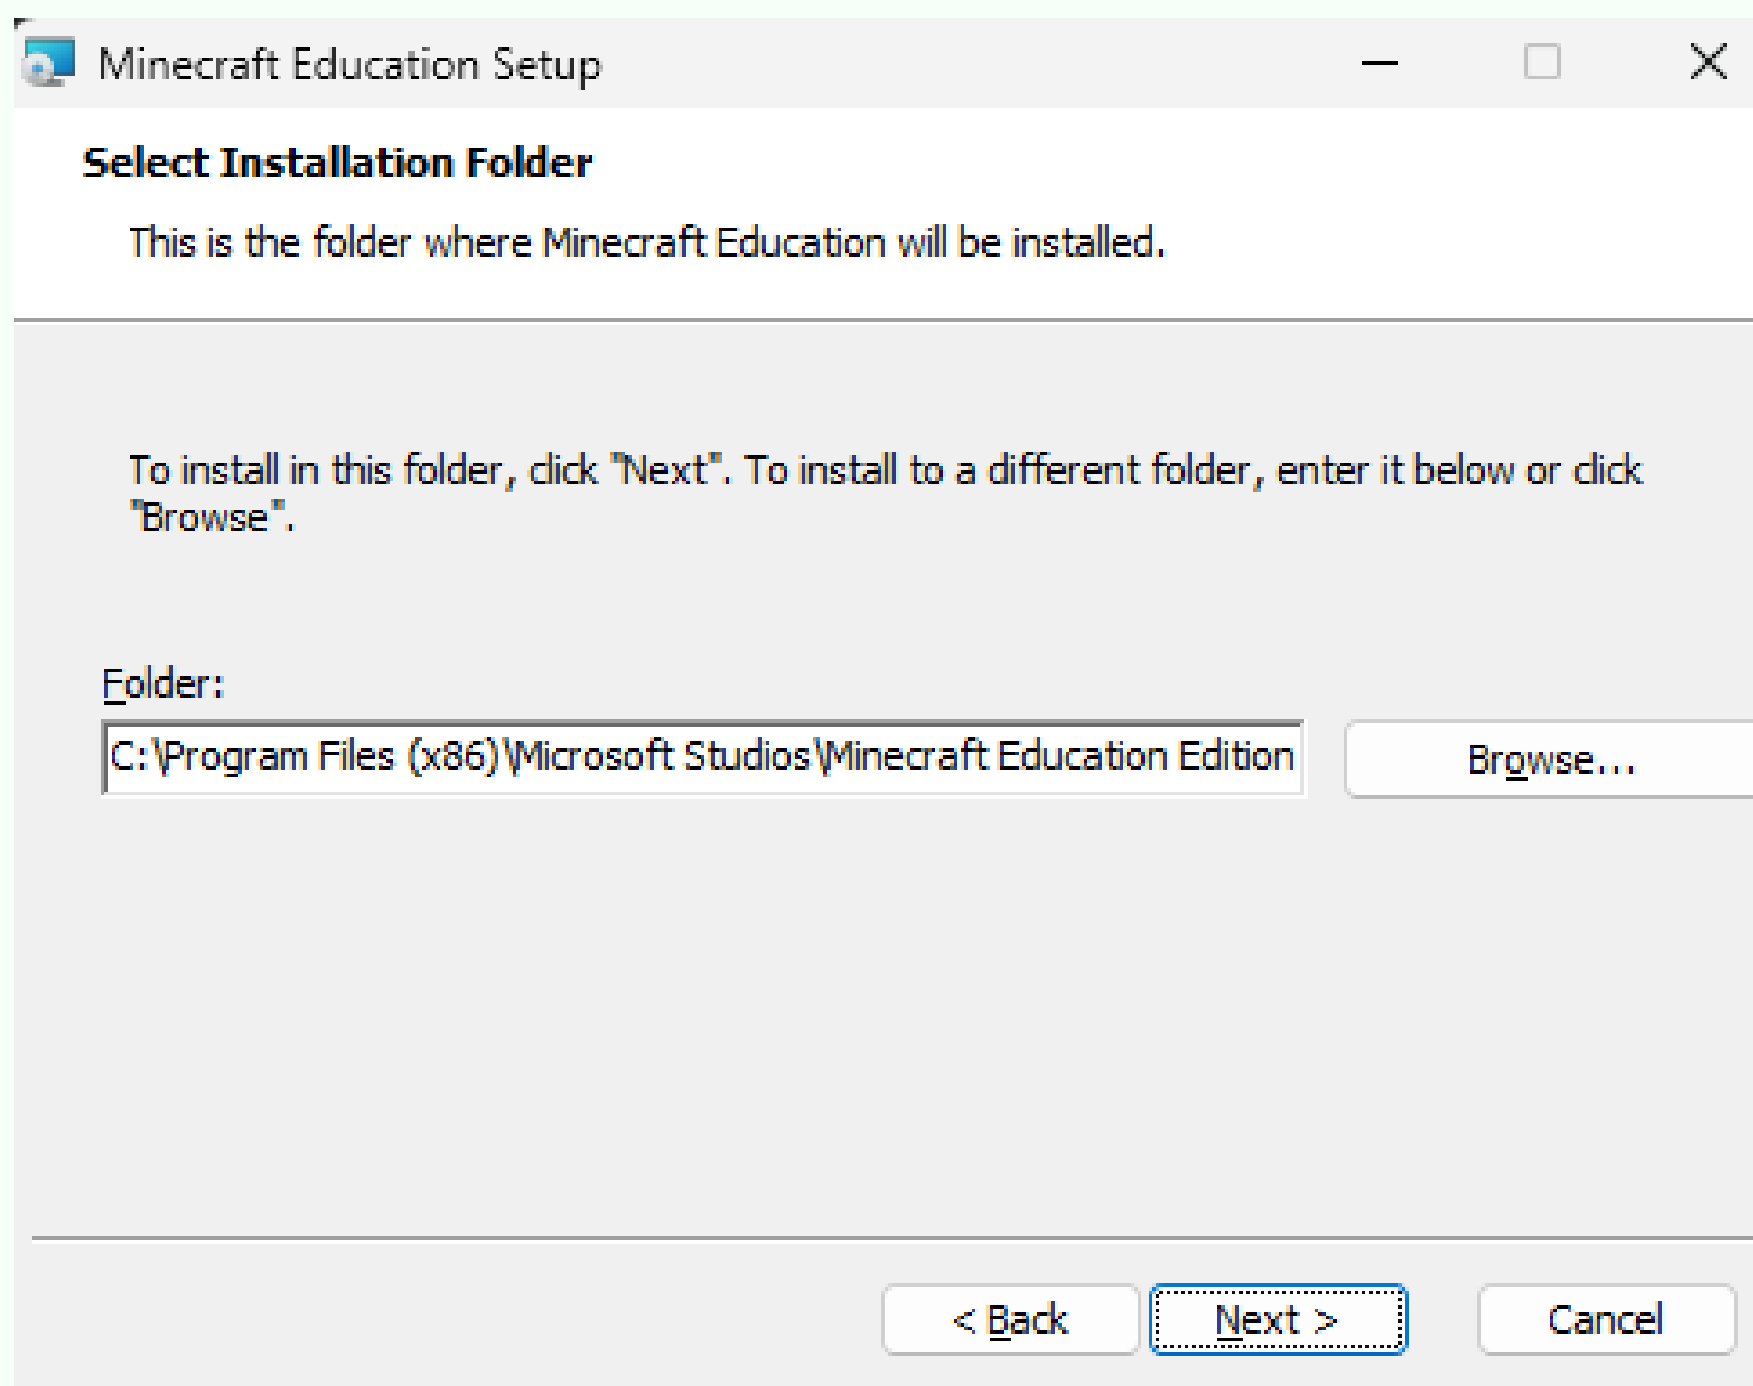 Minecraft Education Setup
Select Installation Folder
This is the folder where Minecraft Education will be installed.
To install in this folder, click "Next". To install to a different folder, enter it below or click
"Browse".
Folder:
C:\Program Files (x86)\Microsoft Studios\Minecraft Education Edition
Browse...
< Back
Next >
Cancel